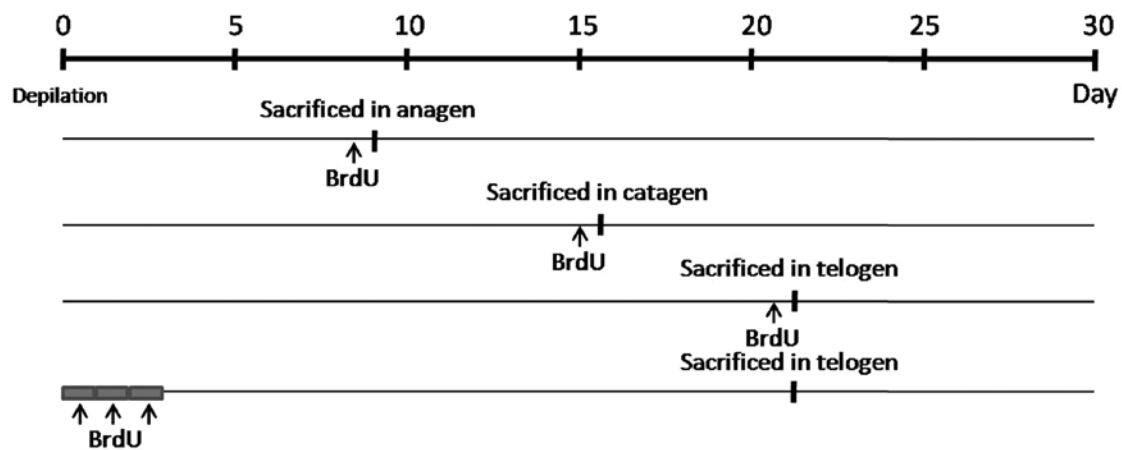 0 5 10 15 20 25 30
Depilation Day
Sacrificed in anagen
BrdU
Sacrificed in catagen
BrdU
Sacrificed in telogen
BrdU
Sacrificed in telogen
BrdU